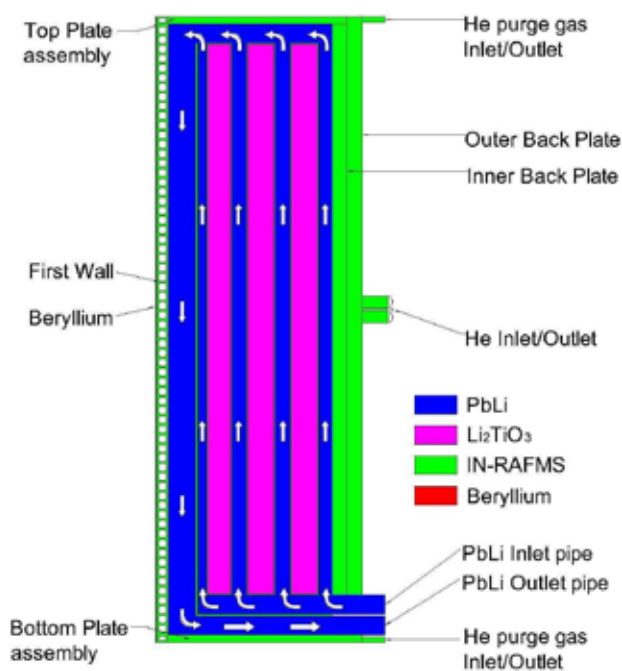 Top Plate
assembly
He purge gas
Inlet/Outlet
Outer Back Plate
Inner Back Plate
First Wall
Beryllium
He Inlet/Outlet
PbLi
Li₂TiO₃
IN-RAFMS
Beryllium
PbLi Inlet pipe
PbLi Outlet pipe
Bottom Plate
assembly
He purge gas
Inlet/Outlet